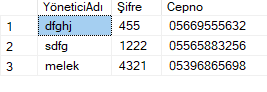 YöneticiAdı Şifre Cepno
1 dfghj 455 05669555632
2 sdfg 1222 05565883256
3 melek 4321 05396865698